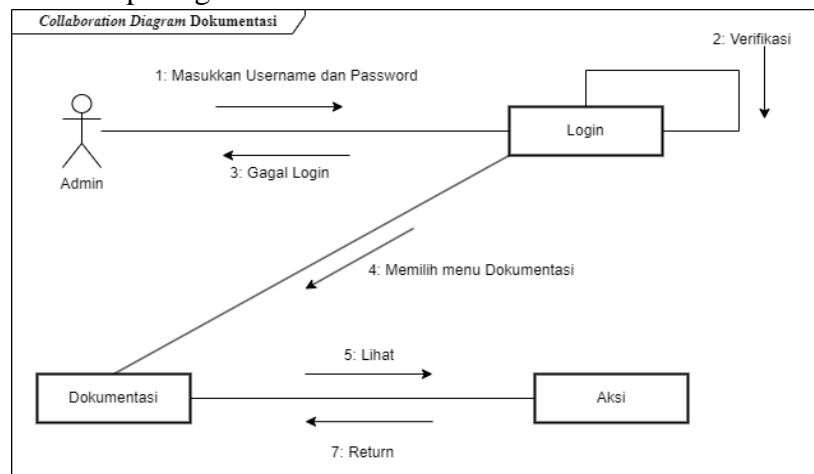 Collaboration Diagram Dokumentasi
2: Verifikasi
1: Masukkan Username dan Password
Login
3: Gagal Login
Admin
4: Memilih menu Dokumentasi
5: Lihat
Dokumentasi
Aksi
7: Return